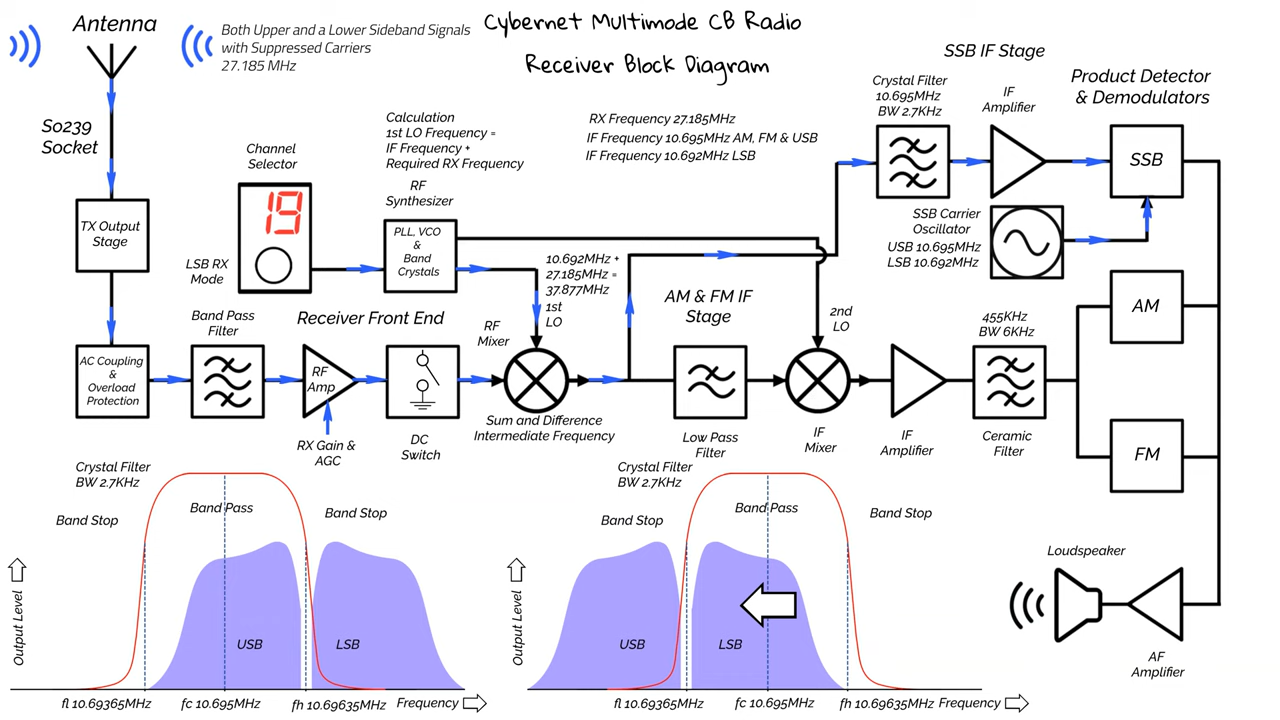 Cybernet Multimode CB Radio
Receiver Block Diagram
Antenna
Both Upper and a Lower Sideband Signals
with Suppressed Carriers
27.185 MHz
So239
Socket
Channel
Selector
19
LSB RX
Mode
Calculation
1st LO Frequency =
IF Frequency +
Required RX Frequency
RF
Synthesizer
PLL, VCO
&
Band
Crystals
RX Frequency 27.185MHz
IF Frequency 10.695MHz AM, FM & USB
IF Frequency 10.692MHz LSB
10.692MHz +
27.185MHz =
37.877MHz
1st
LO
SSB IF Stage
Crystal Filter
10.695MHz
BW 2.7KHz
IF
Amplifier
Product Detector
& Demodulators
SSB
SSB Carrier
Oscillator
USB 10.695MHz
LSB 10.692MHz
TX Output
Stage
AC Coupling
&
Overload
Protection
Band Pass
Filter
Receiver Front End
RF
Amp
RX Gain &
AGC
DC
Switch
RF
Mixer
Sum and Difference
Intermediate Frequency
AM & FM IF
Stage
Low Pass
Filter
2nd
LO
IF
Mixer
IF
Amplifier
455KHz
BW 6KHz
Ceramic
Filter
AM
FM
Loudspeaker
AF
Amplifier
Crystal Filter
BW 2.7KHz
Band Stop
Band Pass
Band Stop
Output Level
USB
LSB
fl 10.69365MHz
fc 10.695MHz
fh 10.69635MHz
Frequency
Crystal Filter
BW 2.7KHz
Band Stop
Band Pass
Band Stop
Output Level
USB
LSB
fl 10.69365MHz
fc 10.695MHz
fh 10.69635MHz
Frequency